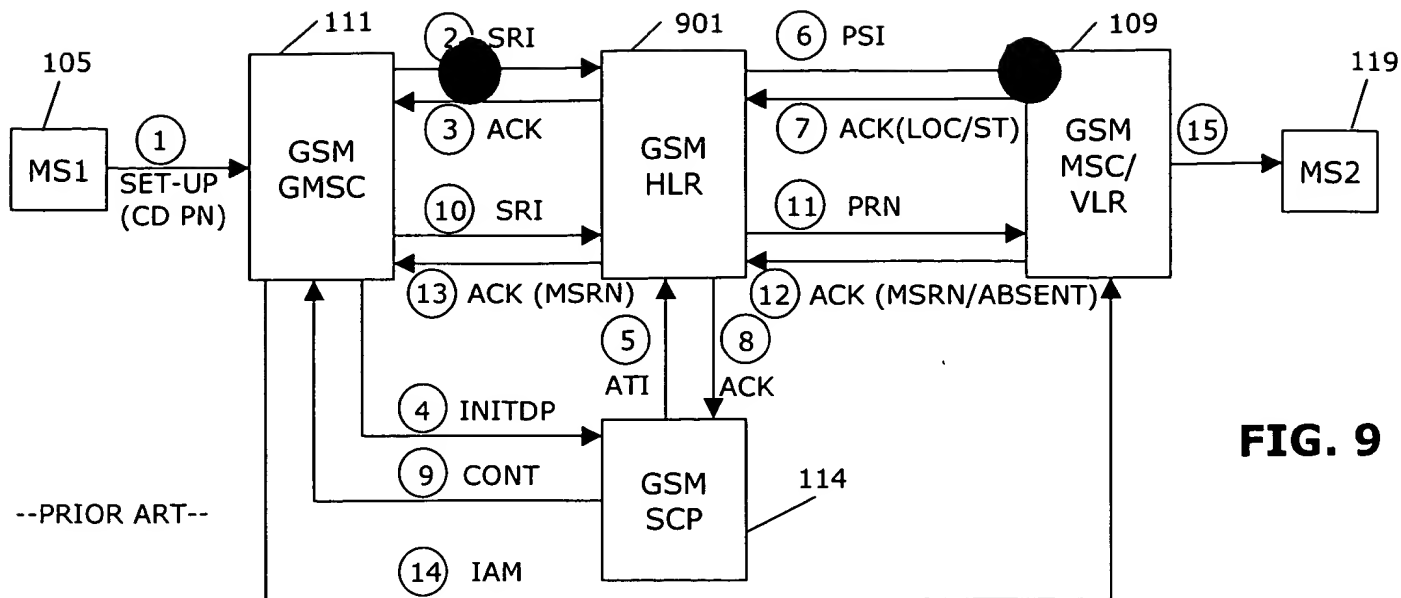 111
2 SRI
901
6 PSI
109
105
119
1
3 ACK
7 ACK(LOC/ST)
15
MS1
GSM
GMSC
GSM
HLR
GSM
MSC/
VLR
MS2
SET-UP
(CD PN)
10 SRI
11 PRN
13 ACK (MSRN)
12 ACK (MSRN/ABSENT)
5
ATI
8
ACK
4 INITDP
9 CONT
GSM
SCP
114
FIG. 9
--PRIOR ART--
14 IAM